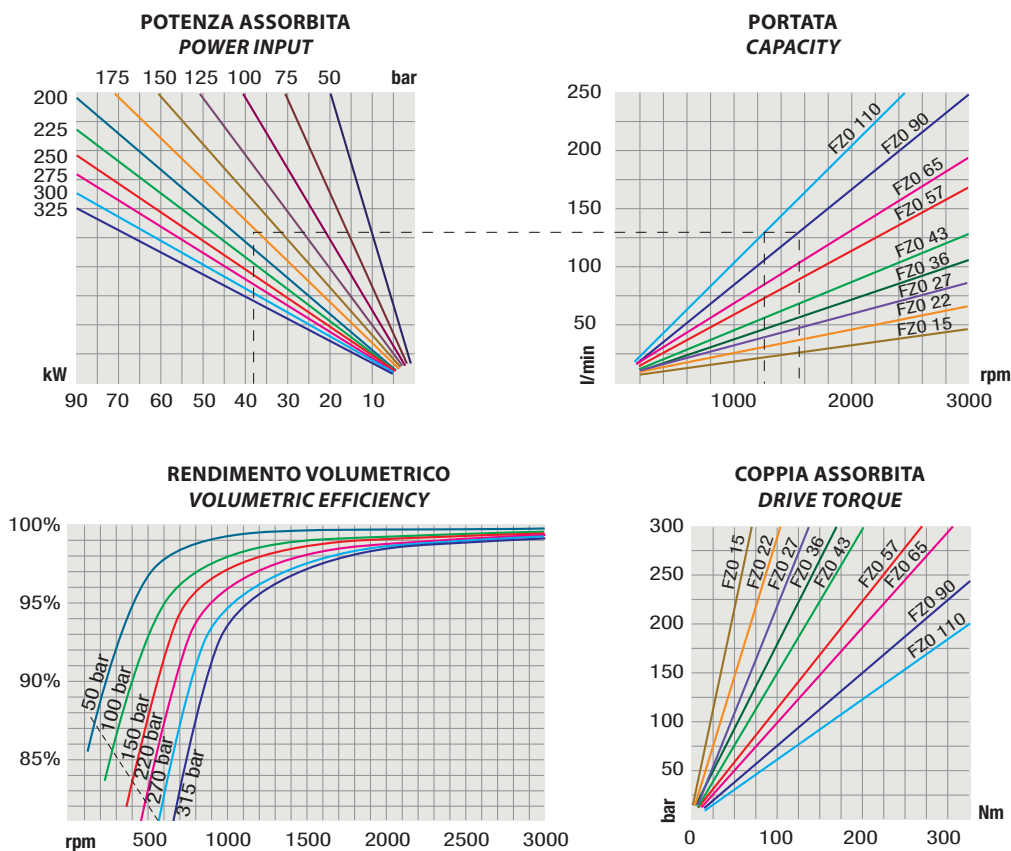 POTENZA ASSORBITA
POWER INPUT
175 150 125 100 75 50 bar
200
225
250
275
300
325
kW
90 70 60 50 40 30 20 10
PORTATA
CAPACITY
250
200
150
100
50
l/min
FZ0 110
FZ0 90
FZ0 65
FZ0 57
FZ0 43
FZ0 36
FZ0 27
FZ0 22
FZ0 15
rpm
1000 2000 3000
RENDIMENTO VOLUMETRICO
VOLUMETRIC EFFICIENCY
100%
95%
90%
85%
50 bar
100 bar
150 bar
220 bar
270 bar
315 bar
rpm 500 1000 1500 2000 2500 3000
COPPIA ASSORBITA
DRIVE TORQUE
300
250
200
150
100
50
bar
FZ0 15
FZ0 22
FZ0 27
FZ0 36
FZ0 43
FZ0 57
FZ0 65
FZ0 90
FZ0 110
0 100 200 300 Nm